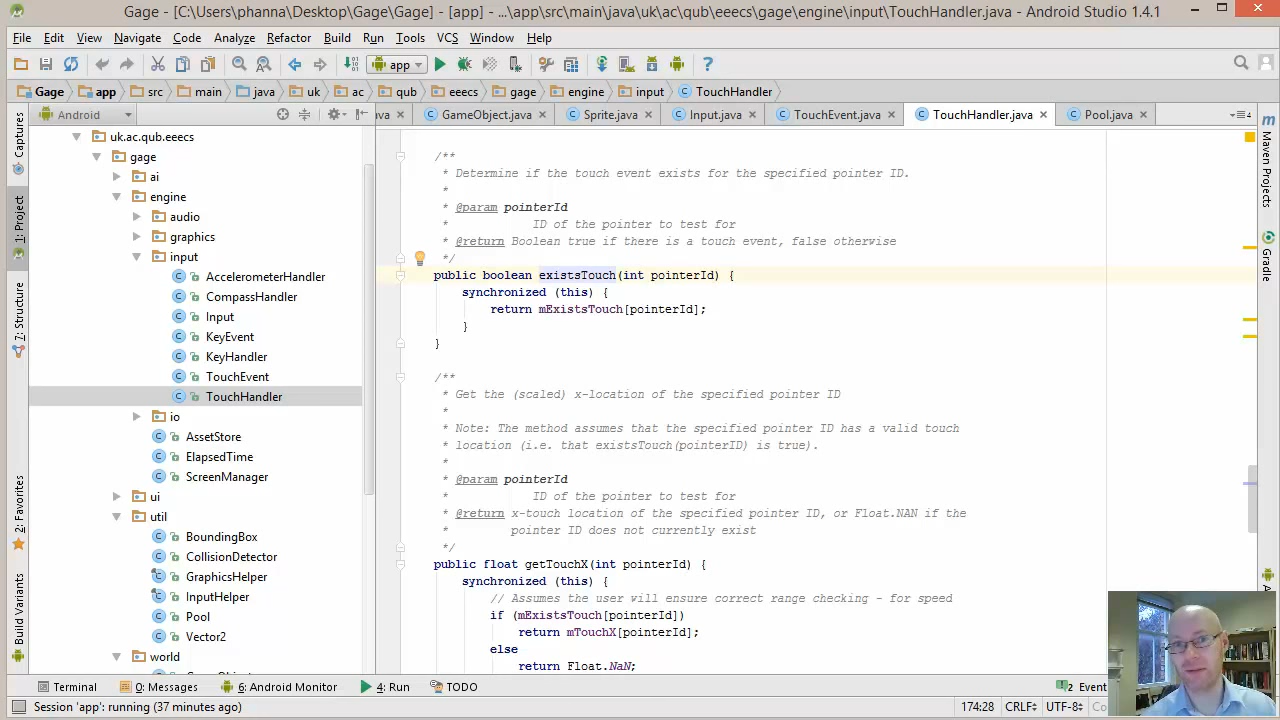 Gage - [C:\Users\phanna\Desktop\Gage\Gage] - [app] - ...\app\src\main\java\uk\ac\qub\eeecs\gage\engine\input\TouchHandler.java - Android Studio 1.4.1
File Edit View Navigate Code Analyze Refactor Build Run Tools VCS Window Help
app
Gage app src main java uk ac qub eeecs gage engine input TouchHandler
Android
ava GameObject.java Sprite.java Input.java TouchEvent.java TouchHandler.java Pool.java
Captures
1: Project
7: Structure
2: Favorites
Build Variants
uk.ac.qub.eeecs
gage
ai
engine
audio
graphics
input
AccelerometerHandler
CompassHandler
Input
KeyEvent
KeyHandler
TouchEvent
TouchHandler
io
AssetStore
ElapsedTime
ScreenManager
ui
util
BoundingBox
CollisionDetector
GraphicsHelper
InputHelper
Pool
Vector2
world
/**
* Determine if the touch event exists for the specified pointer ID.
*
* @param pointerId
* ID of the pointer to test for
* @return Boolean true if there is a touch event, false otherwise
*/
public boolean existsTouch(int pointerId) {
synchronized (this) {
return mExistsTouch[pointerId];
}
}
/**
* Get the (scaled) x-location of the specified pointer ID
*
* Note: The method assumes that the specified pointer ID has a valid touch
* location (i.e. that existsTouch(pointerID) is true).
*
* @param pointerId
* ID of the pointer to test for
* @return x-touch location of the specified pointer ID, or Float.NAN if the
* pointer ID does not currently exist
*/
public float getTouchX(int pointerId) {
synchronized (this) {
// Assumes the user will ensure correct range checking - for speed
if (mExistsTouch[pointerId])
return mTouchX[pointerId];
else
return Float.NaN;
m Maven Projects
Gradle
Terminal 0: Messages 6: Android Monitor 4: Run TODO 2 Event
Session 'app': running (37 minutes ago) 174:28 CRLF UTF-8